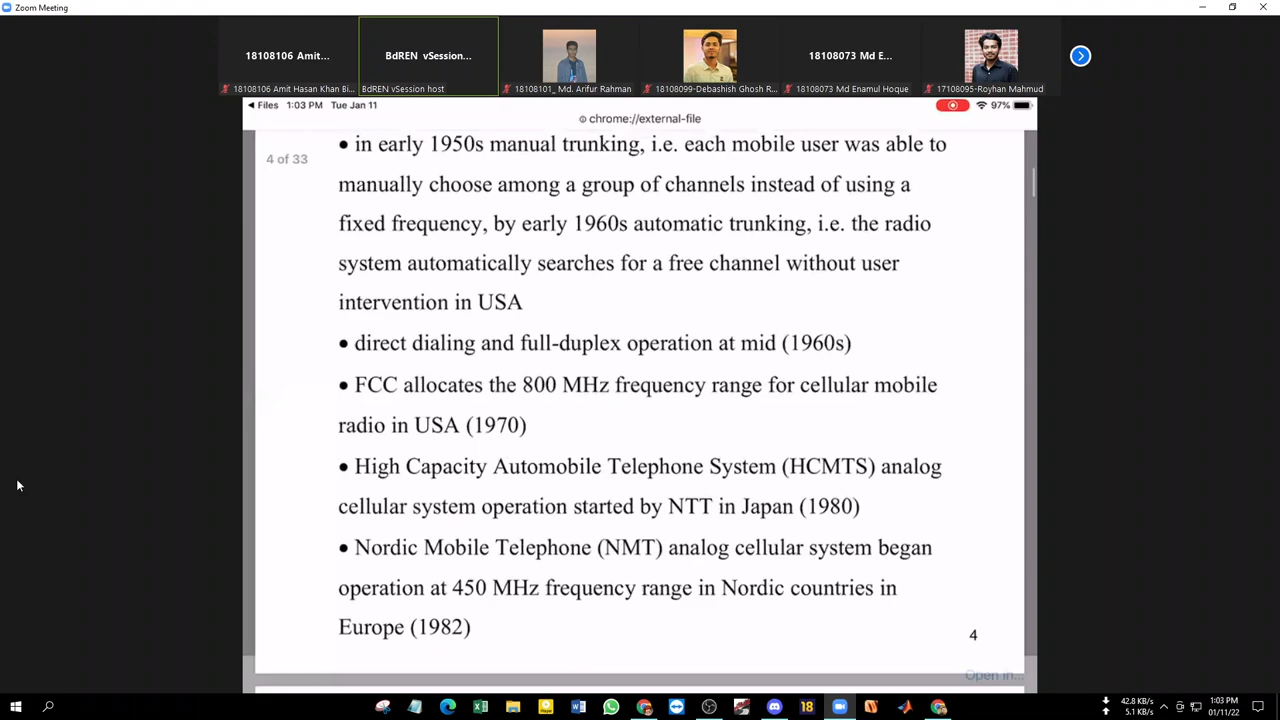 Zoom Meeting
18108106 Amit...
BdREN vSession...
18108073 Md E...
18108106 Amit Hasan Khan Bi...
BdREN vSession host
18108101_ Md. Arifur Rahman
18108099-Debashish Ghosh R...
18108073 Md Enamul Hoque
17108095-Royhan Mahmud
Files 1:03 PM Tue Jan 11
97%
chrome://external-file
4 of 33
• in early 1950s manual trunking, i.e. each mobile user was able to
manually choose among a group of channels instead of using a
fixed frequency, by early 1960s automatic trunking, i.e. the radio
system automatically searches for a free channel without user
intervention in USA
• direct dialing and full-duplex operation at mid (1960s)
• FCC allocates the 800 MHz frequency range for cellular mobile
radio in USA (1970)
• High Capacity Automobile Telephone System (HCMTS) analog
cellular system operation started by NTT in Japan (1980)
• Nordic Mobile Telephone (NMT) analog cellular system began
operation at 450 MHz frequency range in Nordic countries in
Europe (1982)
4
Open in...
42.8 KB/s
5.1 KB/s
1:03 PM
01/11/22
18